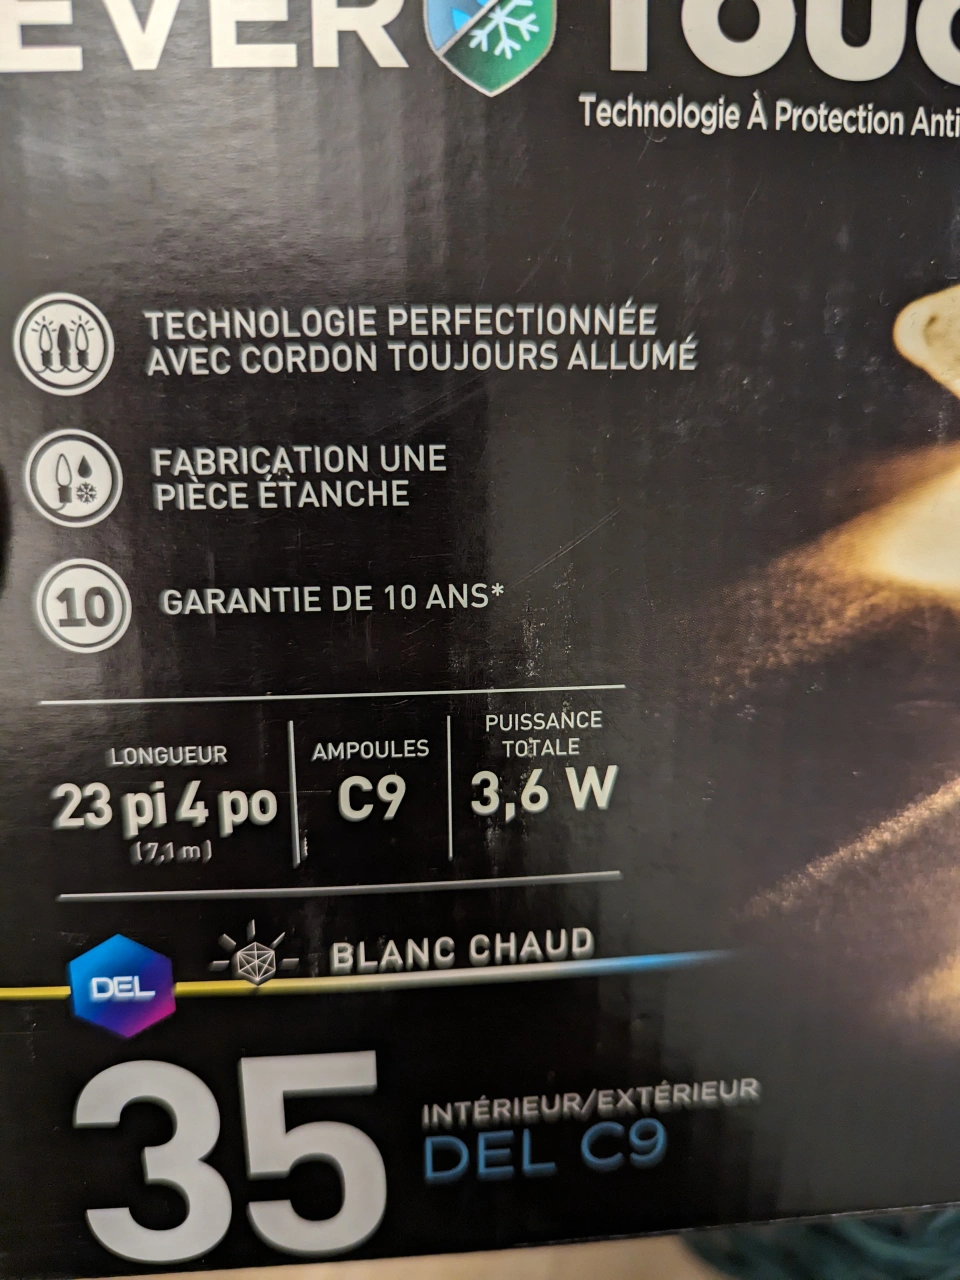 EVER TOUC
Technologie À Protection Anti
TECHNOLOGIE PERFECTIONNÉE
AVEC CORDON TOUJOURS ALLUMÉ
FABRICATION UNE
PIÈCE ÉTANCHE
10
GARANTIE DE 10 ANS*
LONGUEUR
23 pi 4 po
(7,1 m)
AMPOULES
C9
PUISSANCE
TOTALE
3,6 W
DEL
BLANC CHAUD
35
INTÉRIEUR/EXTÉRIEUR
DEL C9